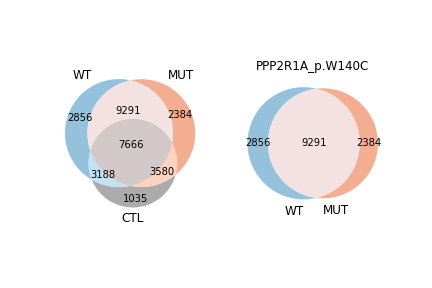 WT MUT
2856 9291 2384
7666
3188 3580
1035
CTL
PPP2R1A_p.W140C
2856 9291 2384
WT MUT